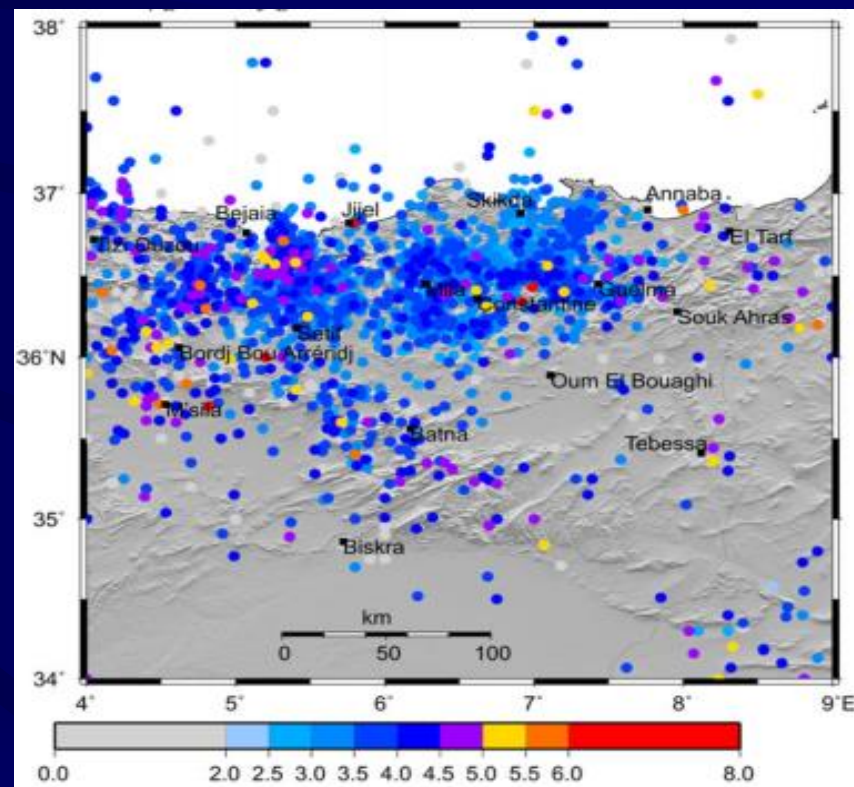 38°
37°
36°N
35°
34°
Skikda
Annaba
Bejaia
Jijel
El Tarf
Tizi Ouzou
Mila
Guelma
Constantine
Souk Ahras
Setif
Bordj Bou Arréridj
Oum El Bouaghi
M'sila
Batna
Tebessa
Biskra
km
0 50 100
4° 5° 6° 7° 8° 9°E
0.0 2.0 2.5 3.0 3.5 4.0 4.5 5.0 5.5 6.0 8.0